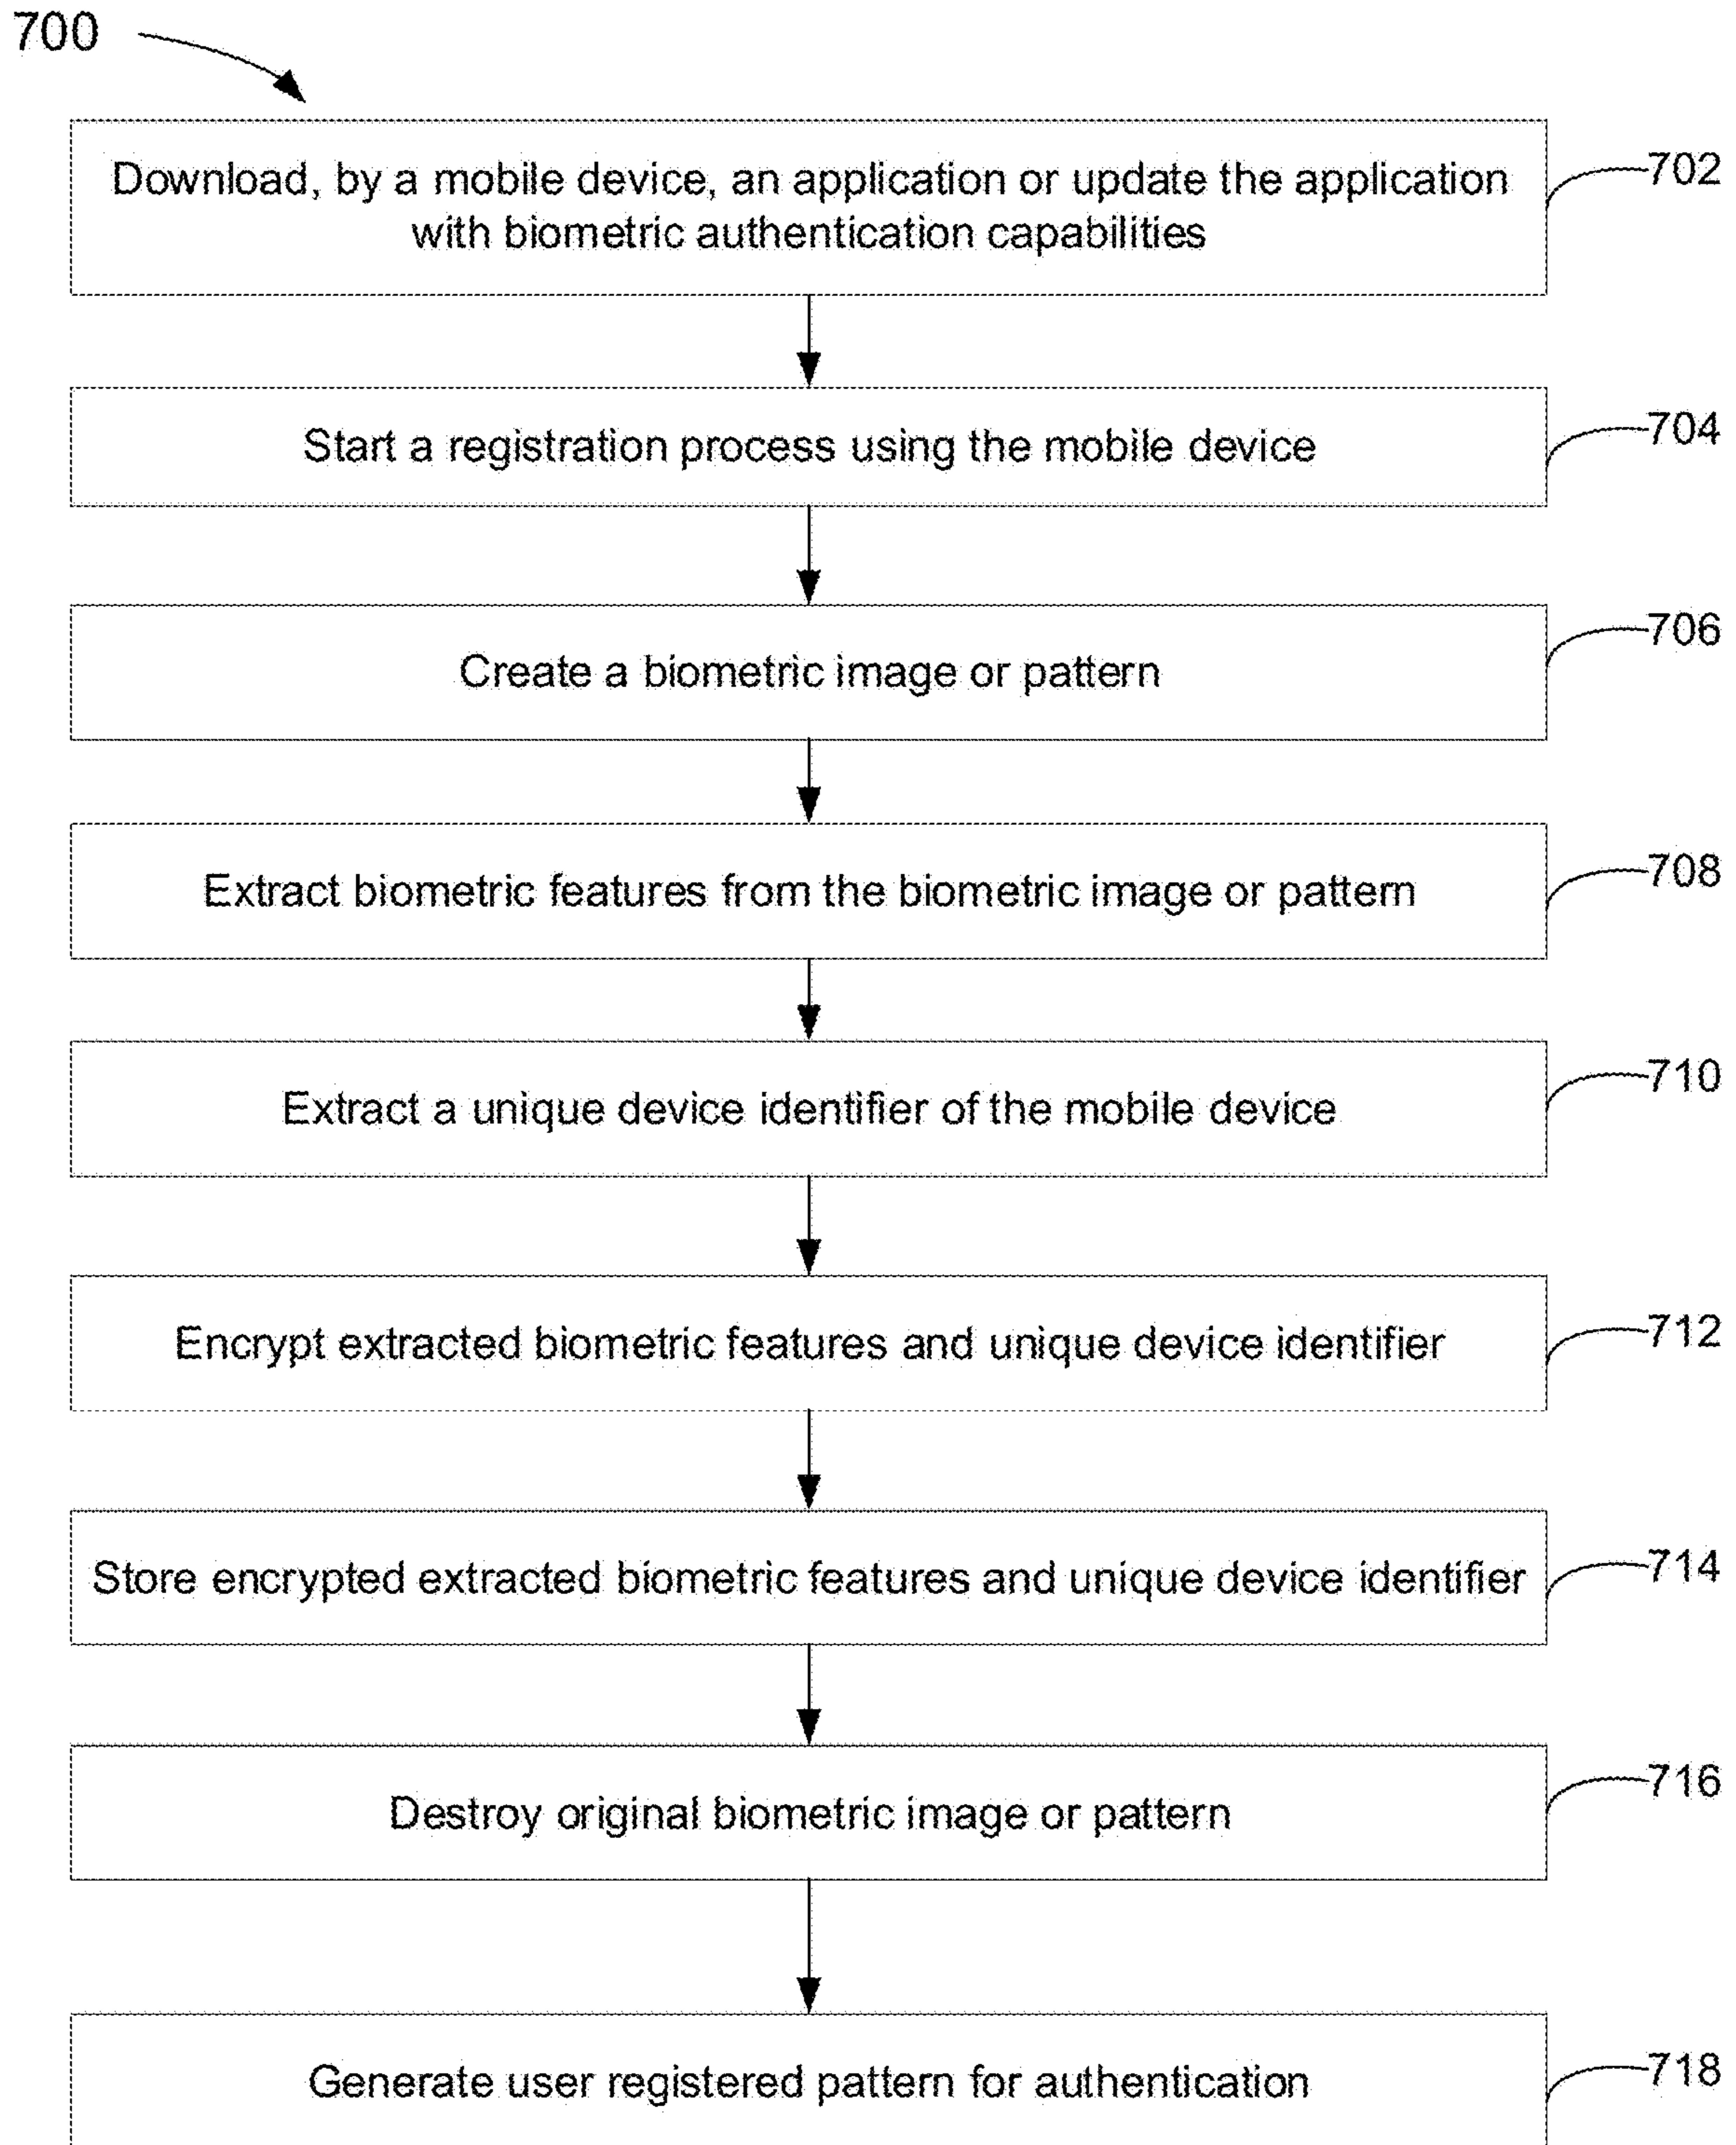 700
Download, by a mobile device, an application or update the application
with biometric authentication capabilities
702
Start a registration process using the mobile device
704
Create a biometric image or pattern
706
Extract biometric features from the biometric image or pattern
708
Extract a unique device identifier of the mobile device
710
Encrypt extracted biometric features and unique device identifier
712
Store encrypted extracted biometric features and unique device identifier
714
Destroy original biometric image or pattern
716
Generate user registered pattern for authentication
718